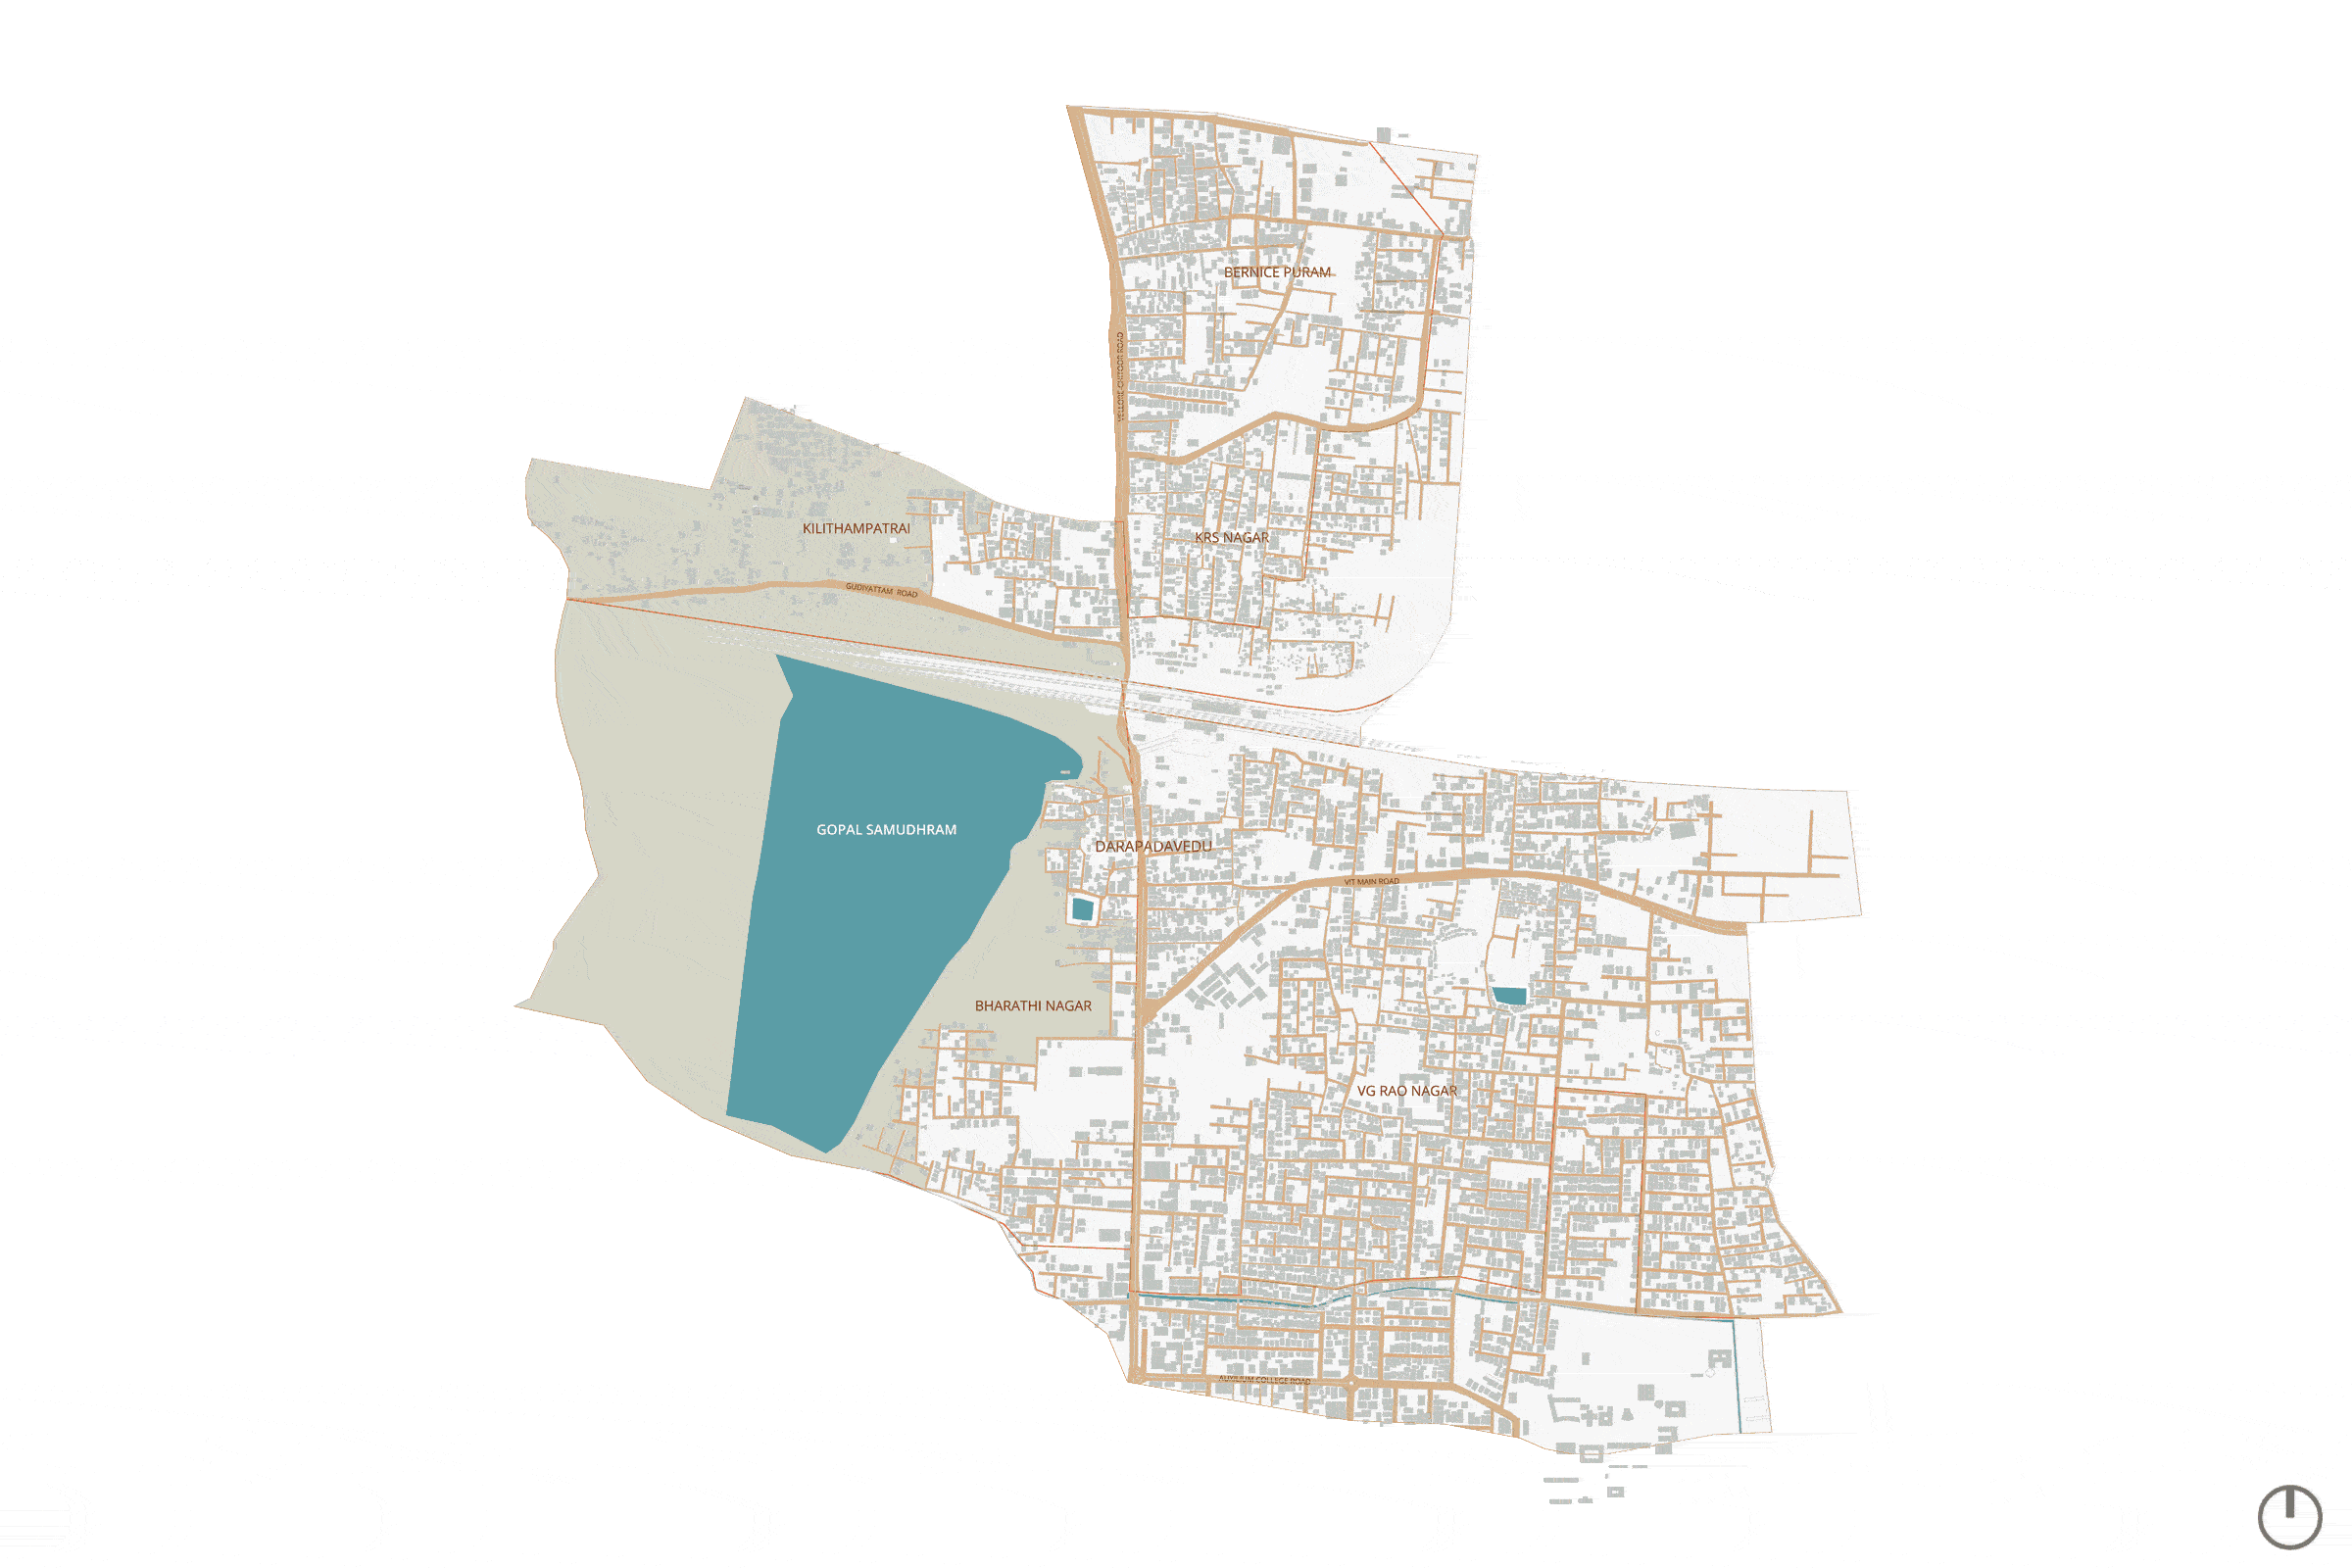 BERNICE PURAM
VELLORE-CHITOOR ROAD
KILITHAMPATRAI
KRS NAGAR
GUDIYATTAM ROAD
GOPAL SAMUDHRAM
DARAPADAVEDU
VIT MAIN ROAD
BHARATHI NAGAR
VG RAO NAGAR
AUXILIUM COLLEGE ROAD